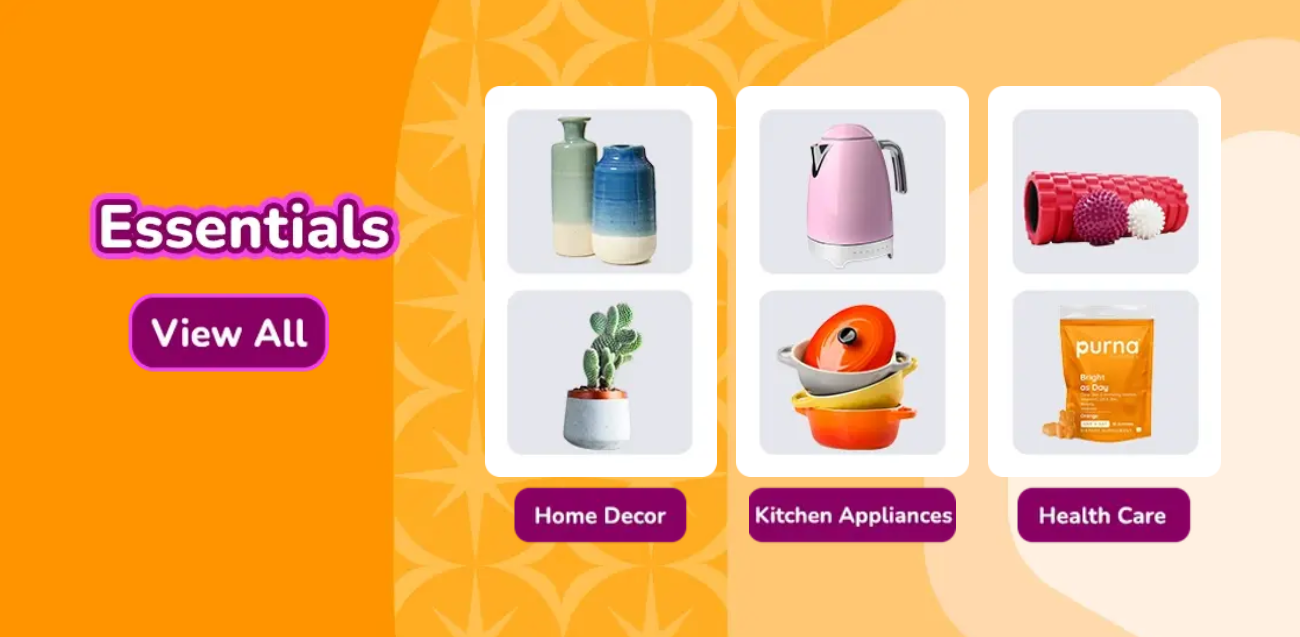 Essentials
View All
purna
Bright
as Day
Orange
Home Decor
Kitchen Appliances
Health Care